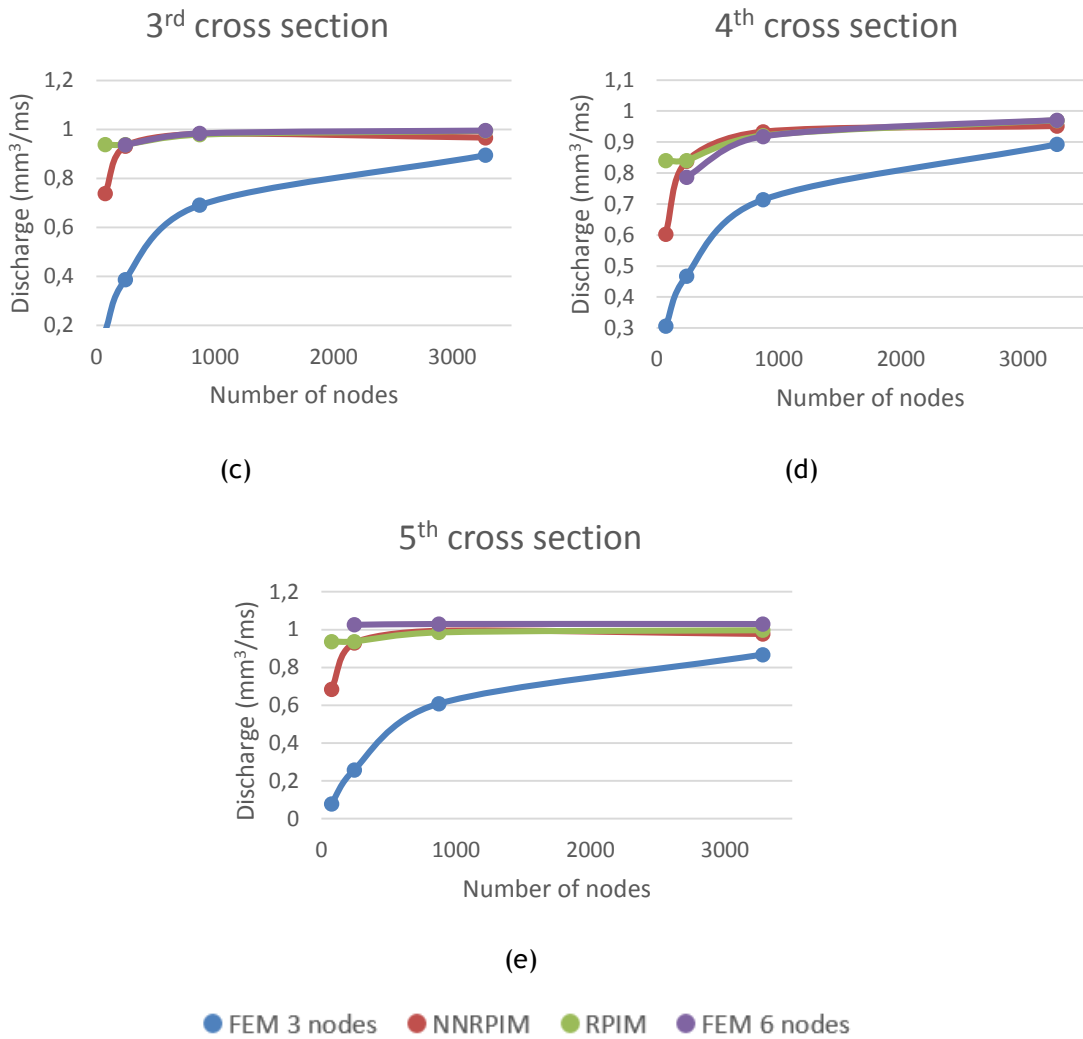 3rd cross section
Discharge (mm³/ms)
1,2
1
0,8
0,6
0,4
0,2
0 1000 2000 3000
Number of nodes
(c)
4th cross section
Discharge (mm³/ms)
1,1
1
0,9
0,8
0,7
0,6
0,5
0,4
0,3
0 1000 2000 3000
Number of nodes
(d)
5th cross section
Discharge (mm³/ms)
1,2
1
0,8
0,6
0,4
0,2
0
0 1000 2000 3000
Number of nodes
(e)
FEM 3 nodes NNRPIM RPIM FEM 6 nodes